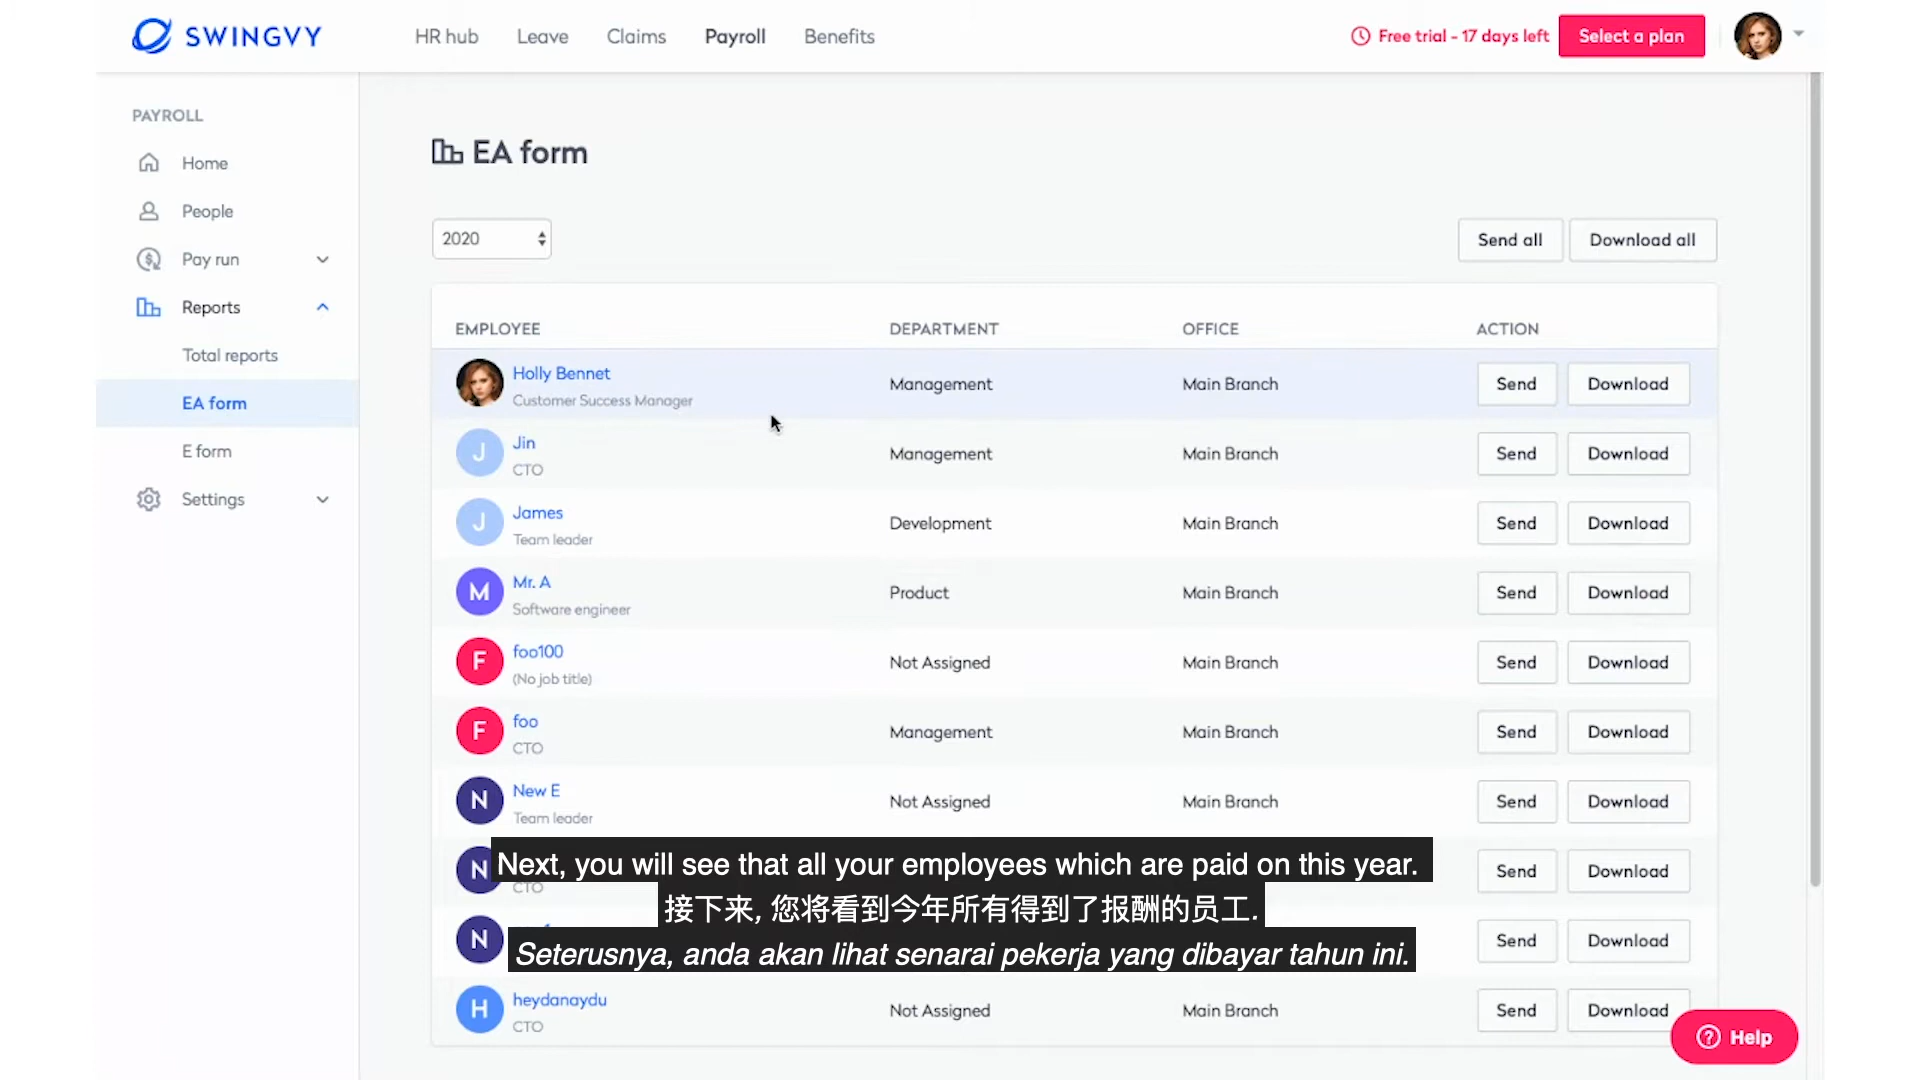 SWINGVY
HR hub
Leave
Claims
Payroll
Benefits
Free trial - 17 days left
Select a plan
PAYROLL
Home
People
Pay run
Reports
Total reports
EA form
E form
Settings
EA form
2020
Send all
Download all
EMPLOYEE DEPARTMENT OFFICE ACTION
Holly Bennet
Customer Success Manager
Management Main Branch Send Download
J
Jin
CTO
Management Main Branch Send Download
J
James
Team leader
Development Main Branch Send Download
M
Mr. A
Software engineer
Product Main Branch Send Download
F
foo100
(No job title)
Not Assigned Main Branch Send Download
F
foo
CTO
Management Main Branch Send Download
N
New E
Team leader
Not Assigned Main Branch Send Download
N
CTO
Send Download
N
Send Download
Next, you will see that all your employees which are paid on this year.
接下来, 您将看到今年所有得到了报酬的员工.
Seterusnya, anda akan lihat senarai pekerja yang dibayar tahun ini.
H
heydanaydu
CTO
Not Assigned Main Branch Send Download
Help